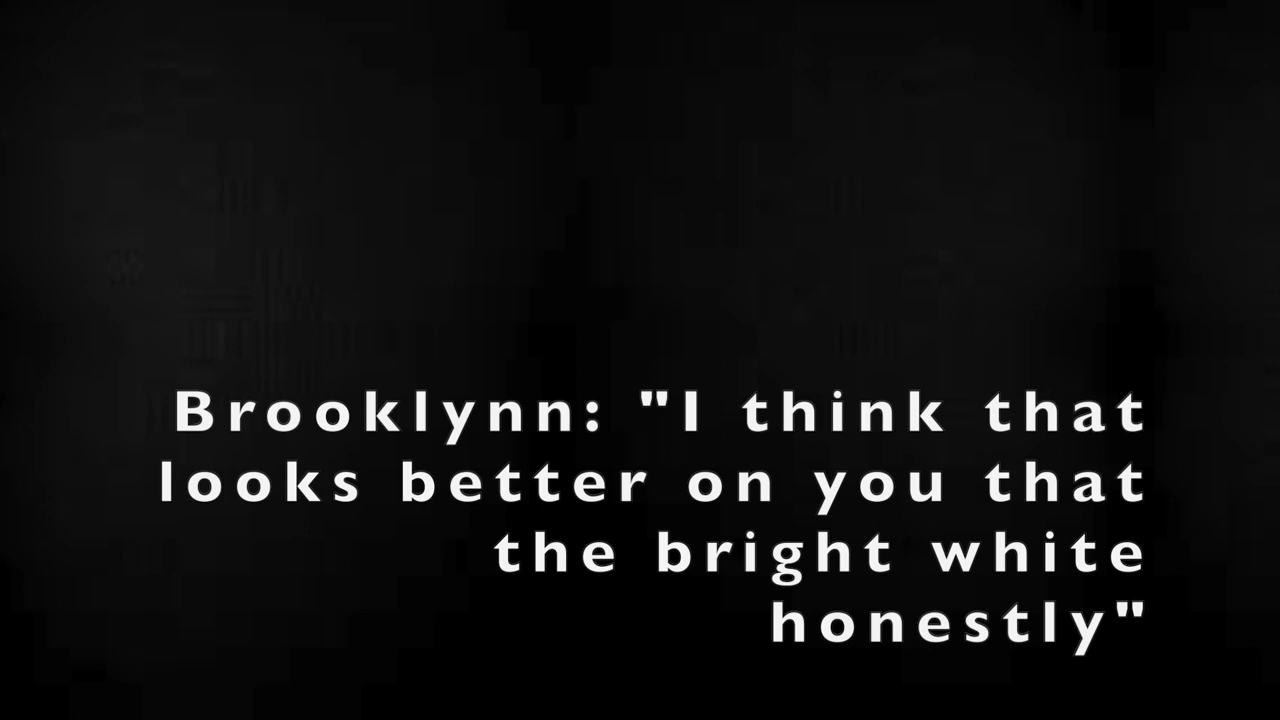 Brooklynn: "I think that
looks better on you that
the bright white
honestly"